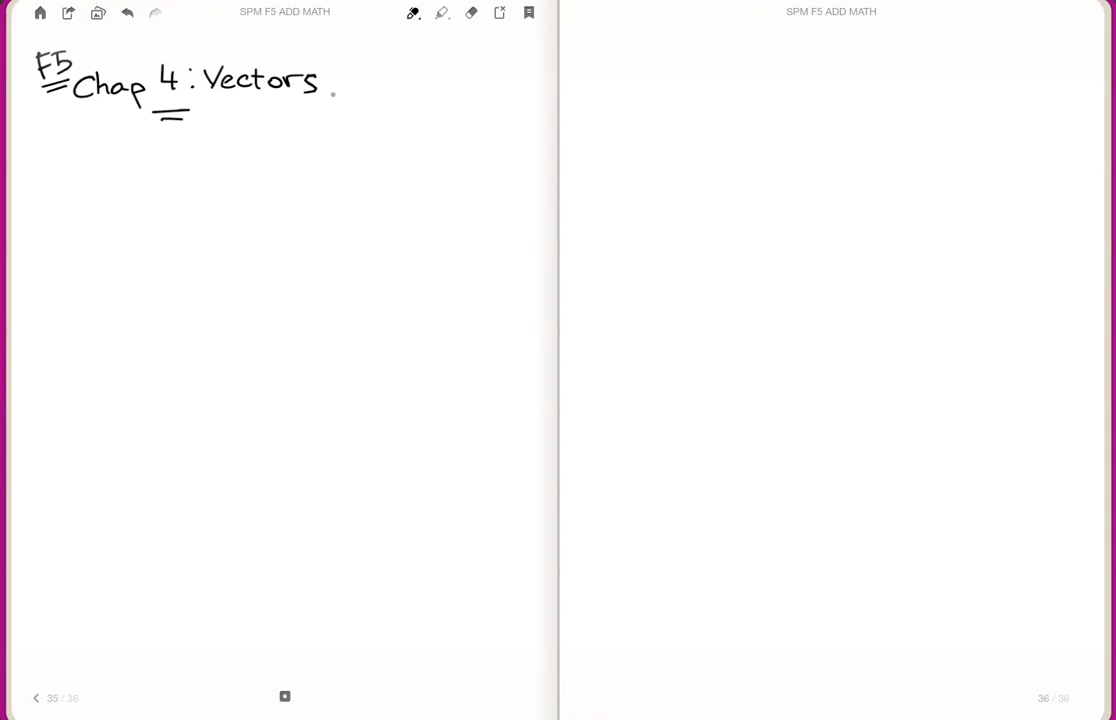 SPM F5 ADD MATH
F5
Chap 4 : Vectors
35 / 36
SPM F5 ADD MATH
36 / 36